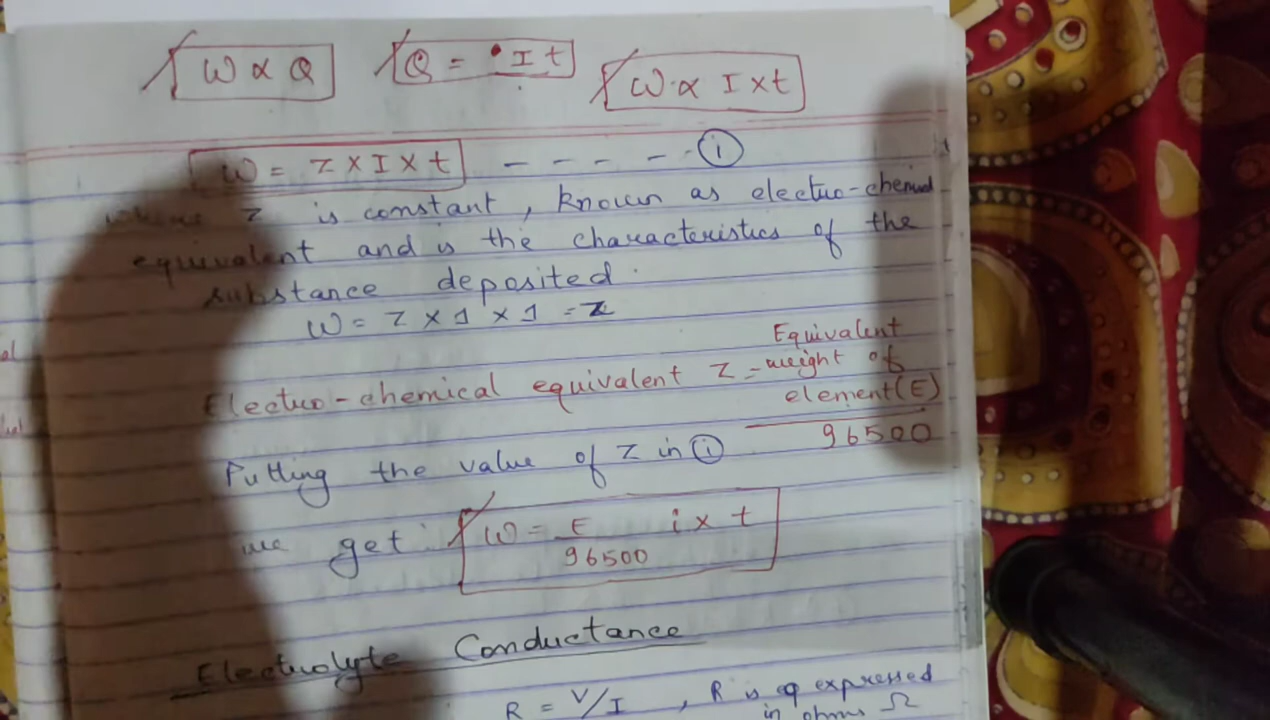 W ∝ Q Q = I t W ∝ I × t
W = Z × I × t - - - - - ①
where Z is constant, known as electro-chemical
equivalent and is the characteristics of the
substance deposited.
W = Z × 1 × 1 = Z
Electro-chemical equivalent Z = Equivalent weight of element(E)
96500
Putting the value of Z in ①
we get W = E i × t
96500
Electrolyte Conductance
R = V/I , R is expressed
in ohms Ω